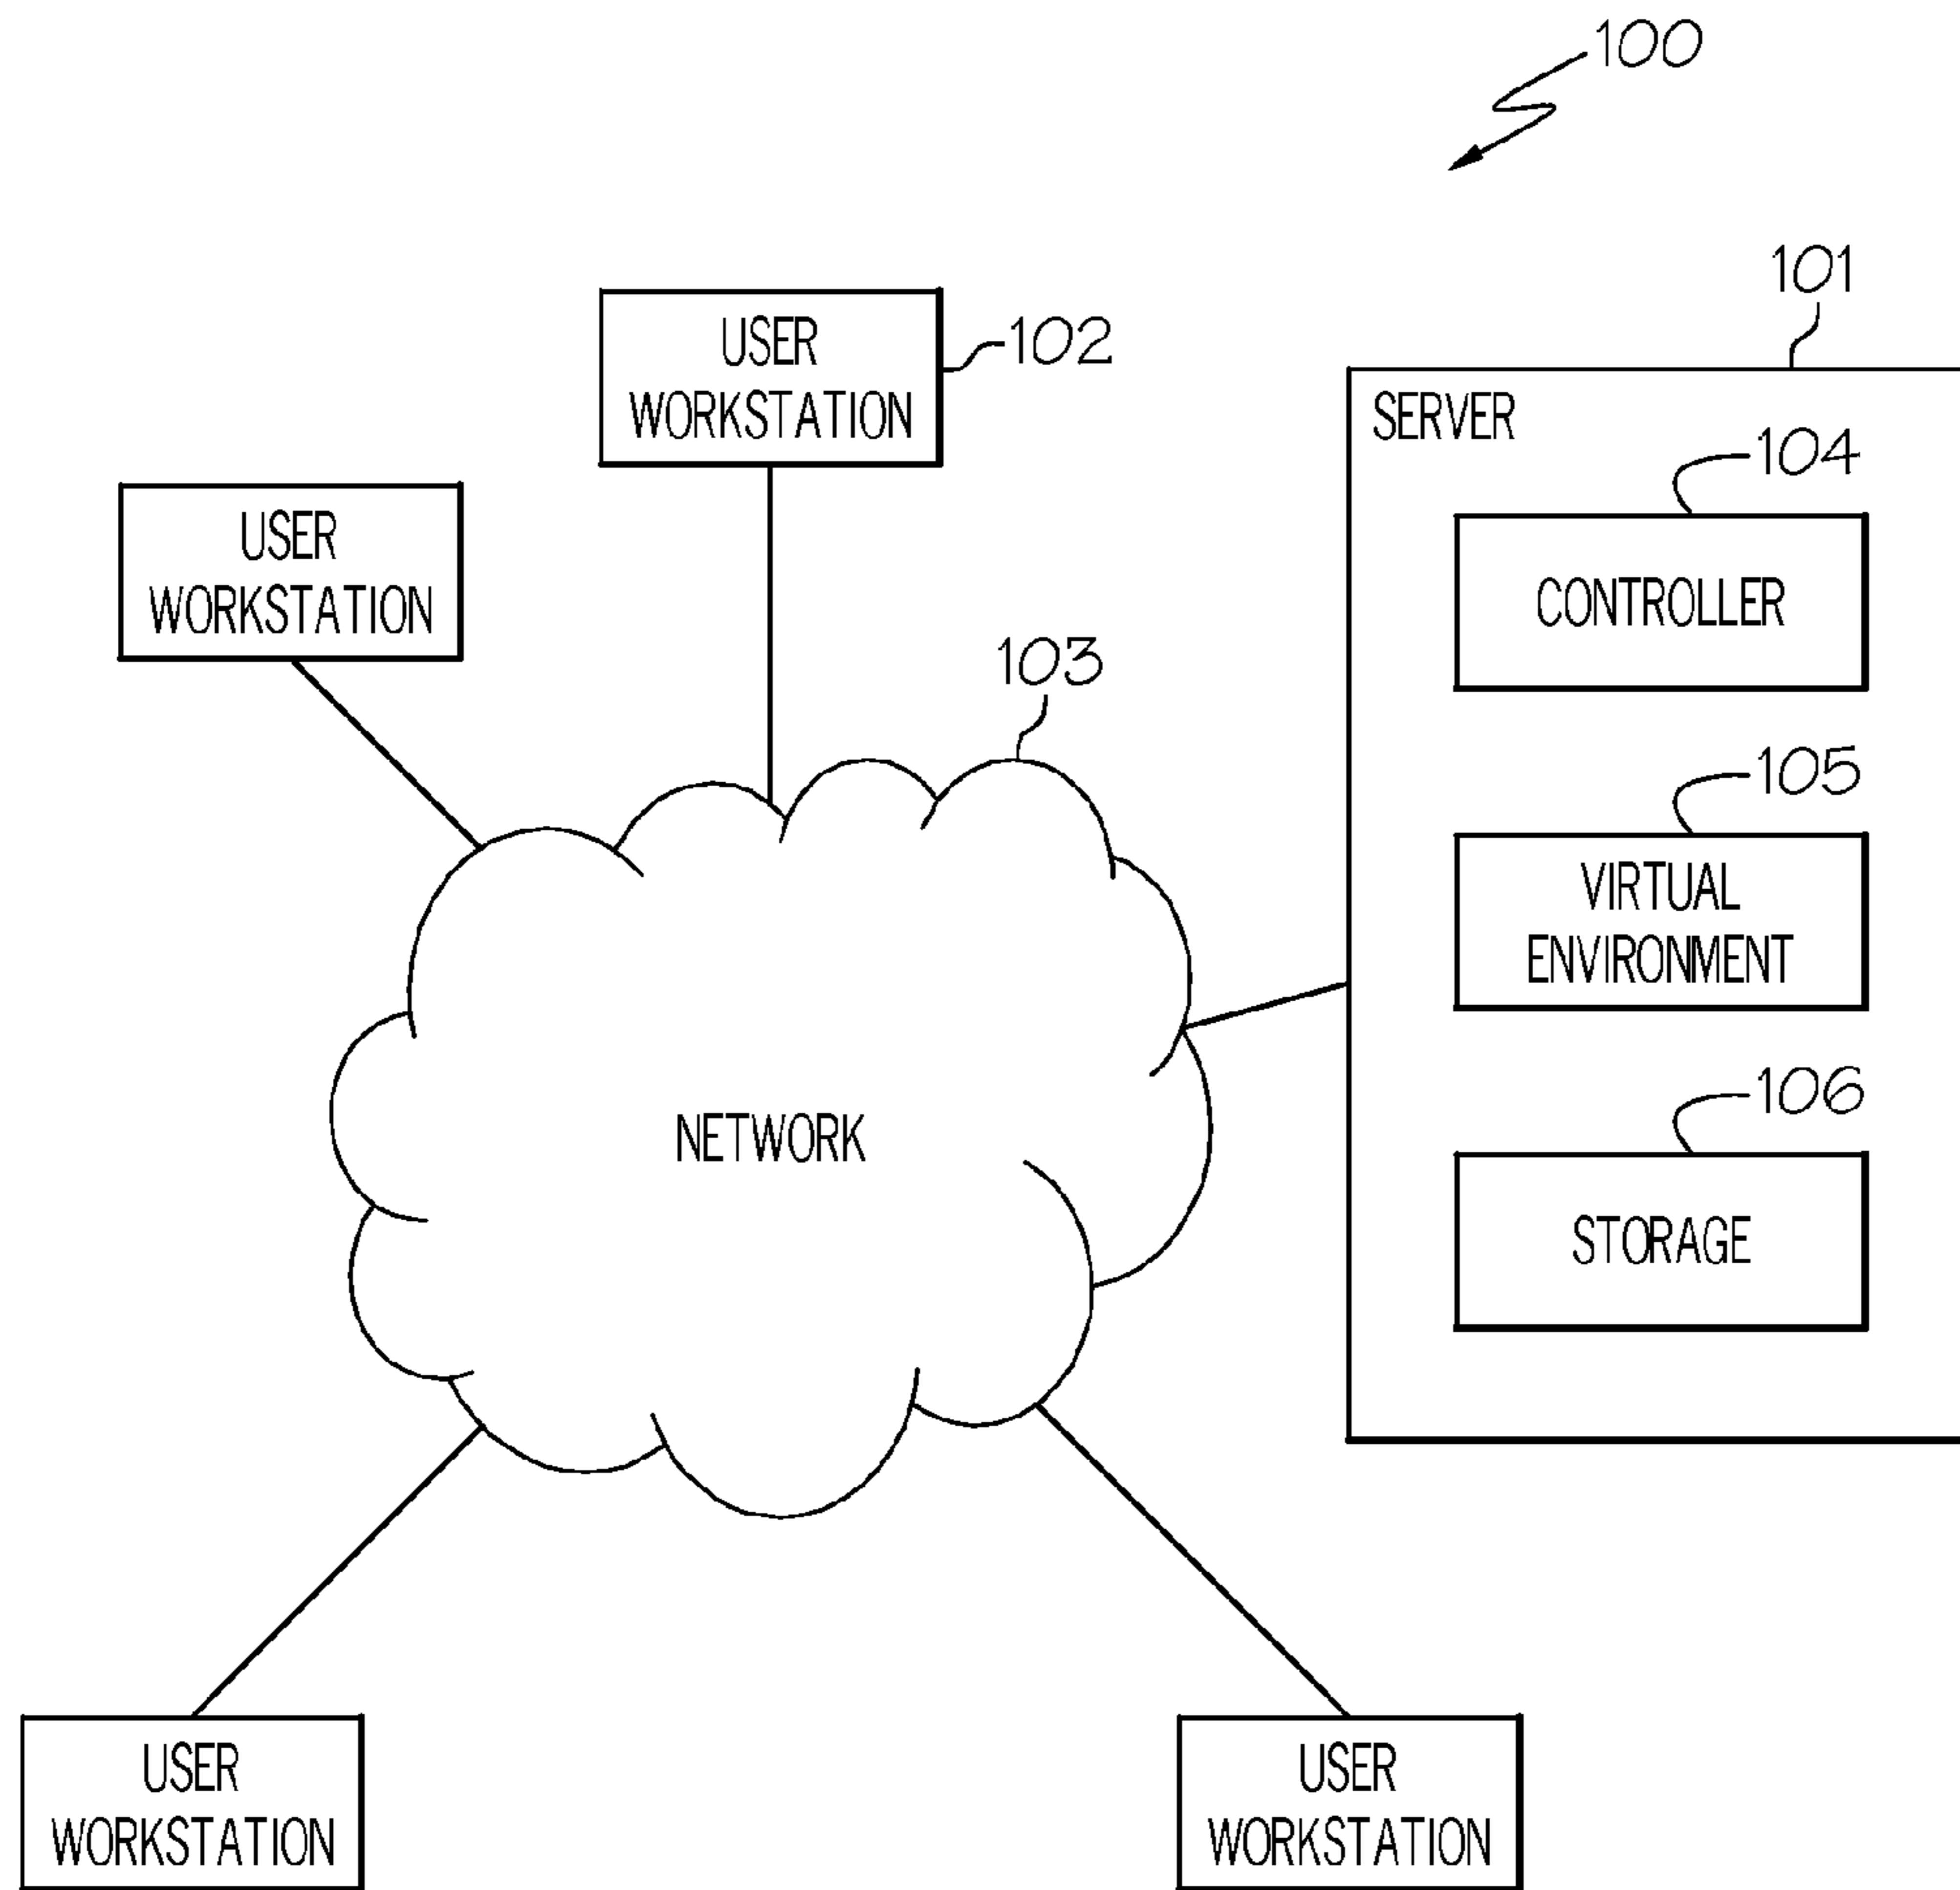 100
101
USER
WORKSTATION
102
SERVER
104
USER
WORKSTATION
CONTROLLER
103
105
VIRTUAL
ENVIRONMENT
NETWORK
106
STORAGE
USER
WORKSTATION
USER
WORKSTATION